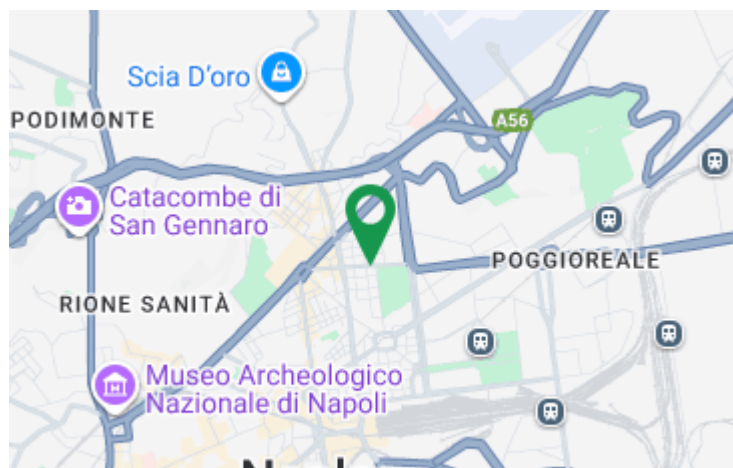 Scia D'oro
PODIMONTE
A56
Catacombe di
San Gennaro
POGGIOREALE
RIONE SANITÀ
Museo Archeologico
Nazionale di Napoli